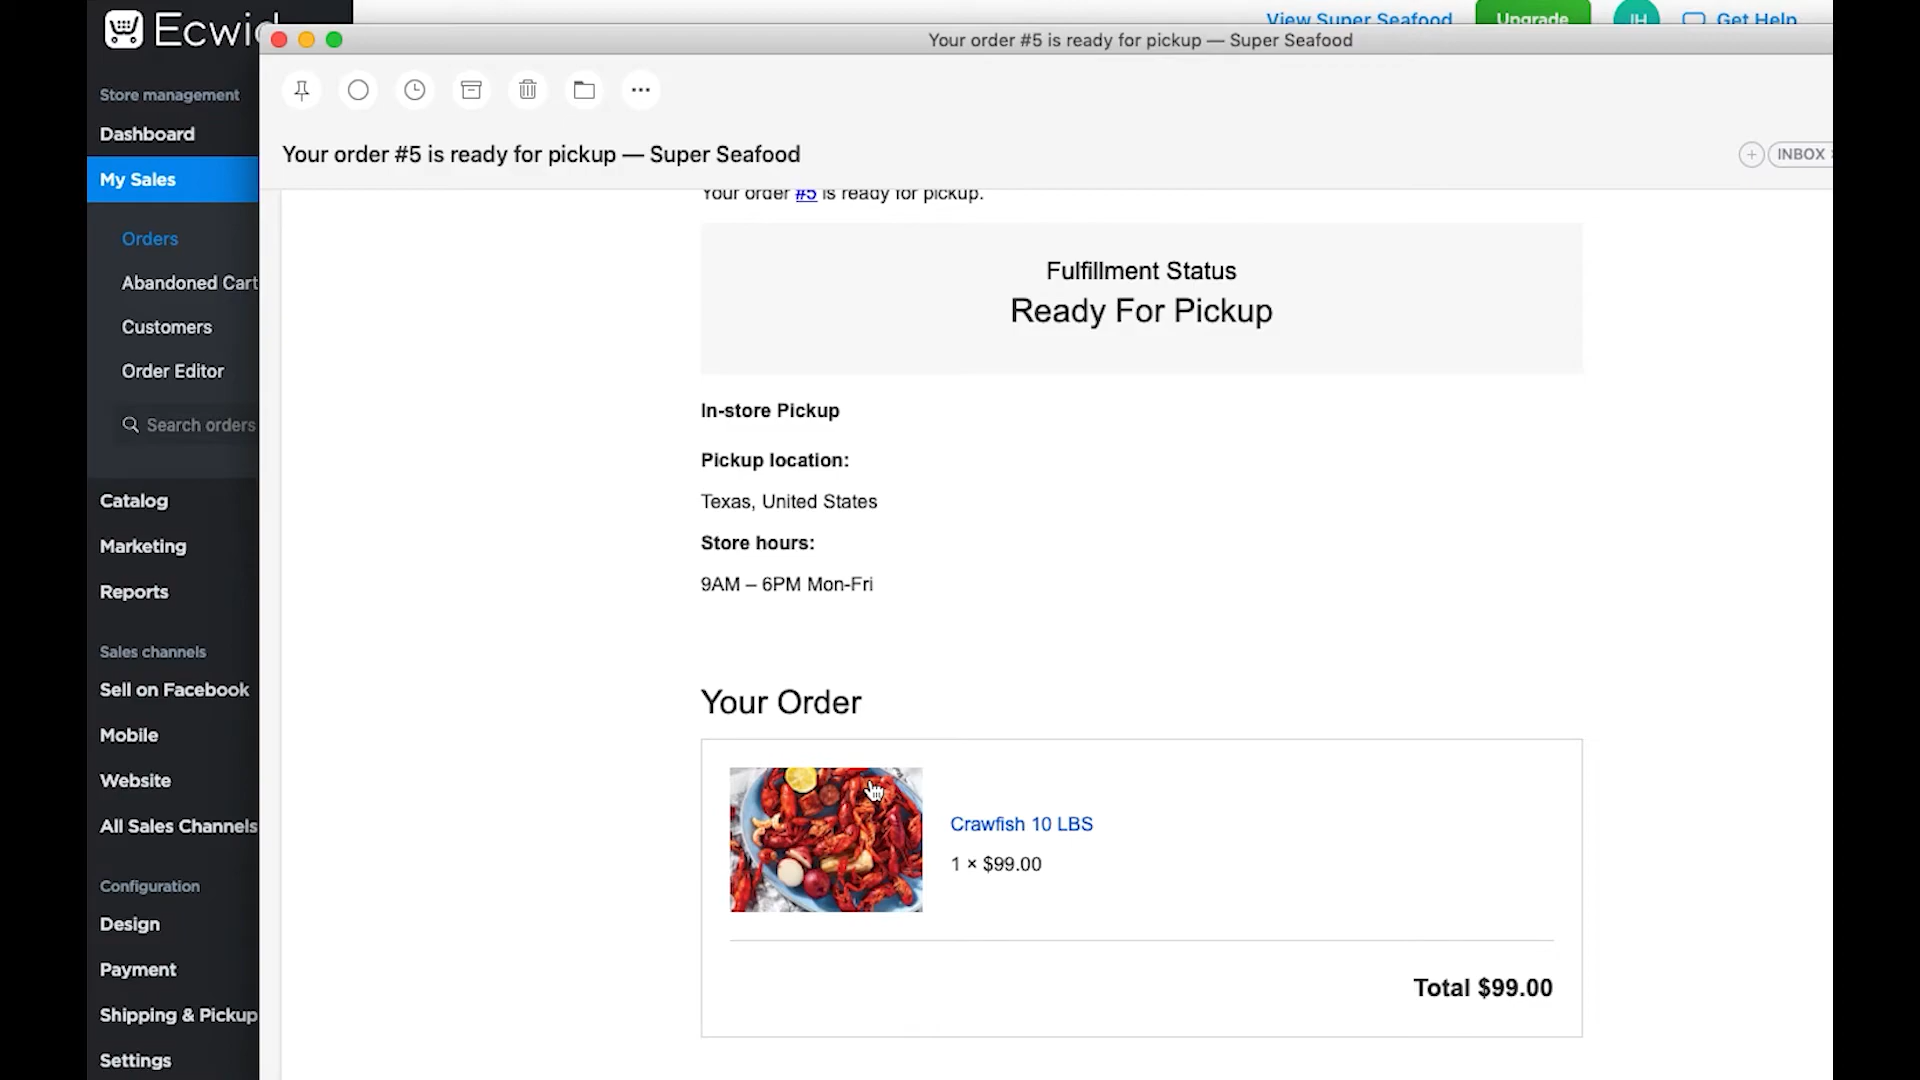 Ecwid
View Super Seafood
Upgrade
JH
Get Help
Your order #5 is ready for pickup — Super Seafood
Store management
Dashboard
My Sales
Orders
Abandoned Cart
Customers
Order Editor
Search orders
Catalog
Marketing
Reports
Sales channels
Sell on Facebook
Mobile
Website
All Sales Channels
Configuration
Design
Payment
Shipping & Pickup
Settings
Your order #5 is ready for pickup — Super Seafood
INBOX
Your order #5 is ready for pickup.
Fulfillment Status
Ready For Pickup
In-store Pickup
Pickup location:
Texas, United States
Store hours:
9AM – 6PM Mon-Fri
Your Order
Crawfish 10 LBS
1 × $99.00
Total $99.00